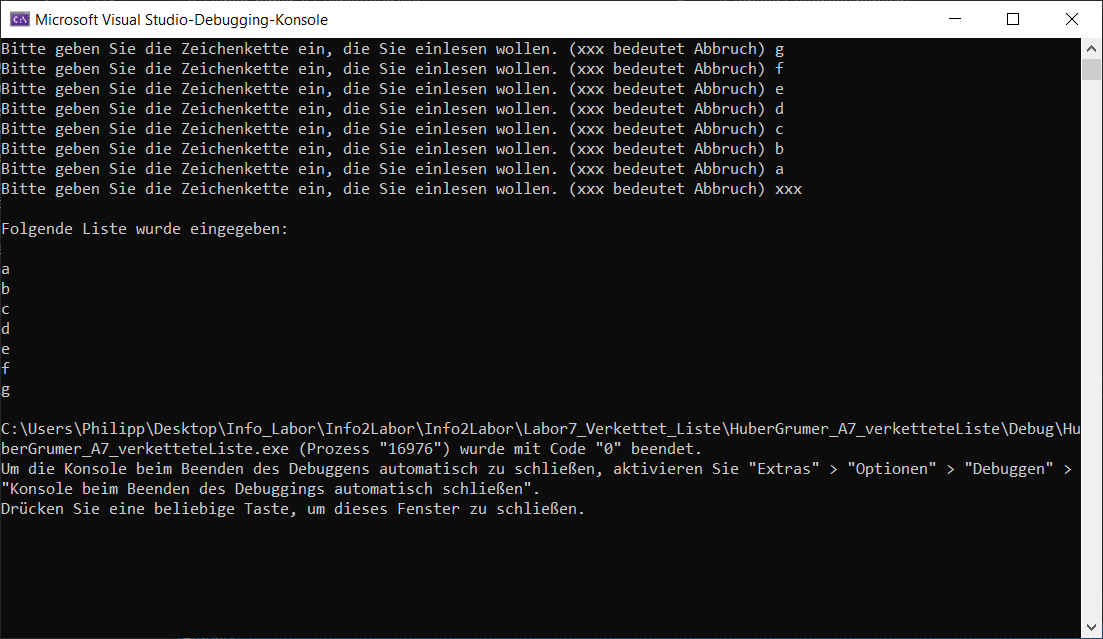 Microsoft Visual Studio-Debugging-Konsole
Bitte geben Sie die Zeichenkette ein, die Sie einlesen wollen. (xxx bedeutet Abbruch) g
Bitte geben Sie die Zeichenkette ein, die Sie einlesen wollen. (xxx bedeutet Abbruch) f
Bitte geben Sie die Zeichenkette ein, die Sie einlesen wollen. (xxx bedeutet Abbruch) e
Bitte geben Sie die Zeichenkette ein, die Sie einlesen wollen. (xxx bedeutet Abbruch) d
Bitte geben Sie die Zeichenkette ein, die Sie einlesen wollen. (xxx bedeutet Abbruch) c
Bitte geben Sie die Zeichenkette ein, die Sie einlesen wollen. (xxx bedeutet Abbruch) b
Bitte geben Sie die Zeichenkette ein, die Sie einlesen wollen. (xxx bedeutet Abbruch) a
Bitte geben Sie die Zeichenkette ein, die Sie einlesen wollen. (xxx bedeutet Abbruch) xxx
Folgende Liste wurde eingegeben:
a
b
c
d
e
f
g
C:\Users\Philipp\Desktop\Info_Labor\Info2Labor\Info2Labor\Labor7_Verkettet_Liste\HuberGrumer_A7_verketteteListe\Debug\Hu
berGrumer_A7_verketteteListe.exe (Prozess "16976") wurde mit Code "0" beendet.
Um die Konsole beim Beenden des Debuggens automatisch zu schließen, aktivieren Sie "Extras" > "Optionen" > "Debuggen" >
"Konsole beim Beenden des Debuggings automatisch schließen".
Drücken Sie eine beliebige Taste, um dieses Fenster zu schließen.